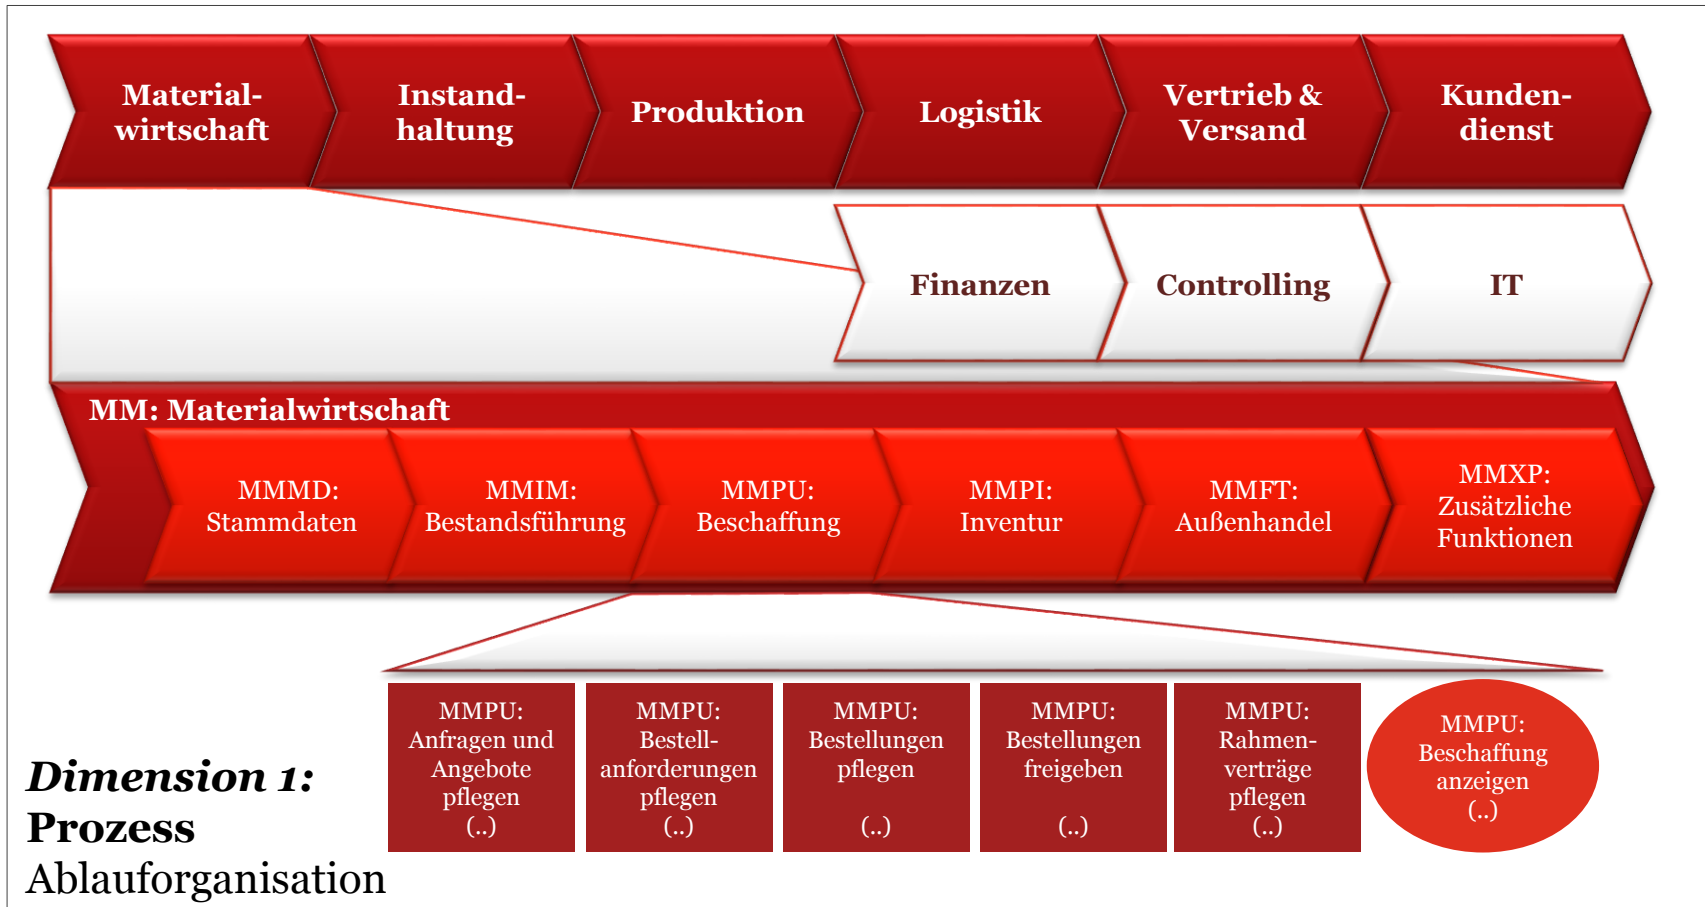 Material-
wirtschaft
Instand-
haltung
Produktion
Logistik
Vertrieb &
Versand
Kunden-
dienst
Finanzen
Controlling
IT
MM: Materialwirtschaft
MMMD:
Stammdaten
MMIM:
Bestandsführung
MMPU:
Beschaffung
MMPI:
Inventur
MMFT:
Außenhandel
MMXP:
Zusätzliche
Funktionen
MMPU:
Anfragen und
Angebote
pflegen
(..)
MMPU:
Bestell-
anforderungen
pflegen
(..)
MMPU:
Bestellungen
pflegen
(..)
MMPU:
Bestellungen
freigeben
(..)
MMPU:
Rahmen-
verträge
pflegen
(..)
MMPU:
Beschaffung
anzeigen
(..)
Dimension 1:
Prozess
Ablauforganisation